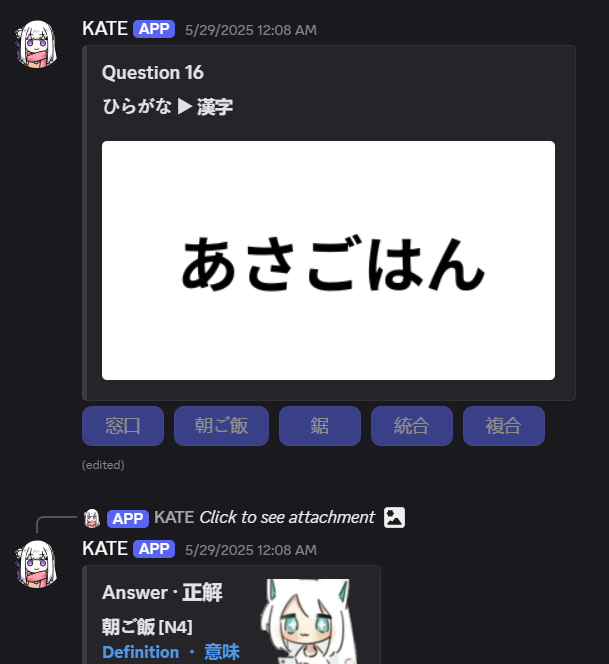 KATE APP 5/29/2025 12:08 AM
Question 16
ひらがな ▶ 漢字
あさごはん
窓口 朝ご飯 鋸 統合 複合
(edited)
APP KATE Click to see attachment
KATE APP 5/29/2025 12:08 AM
Answer · 正解
朝ご飯 [N4]
Definition ・ 意味